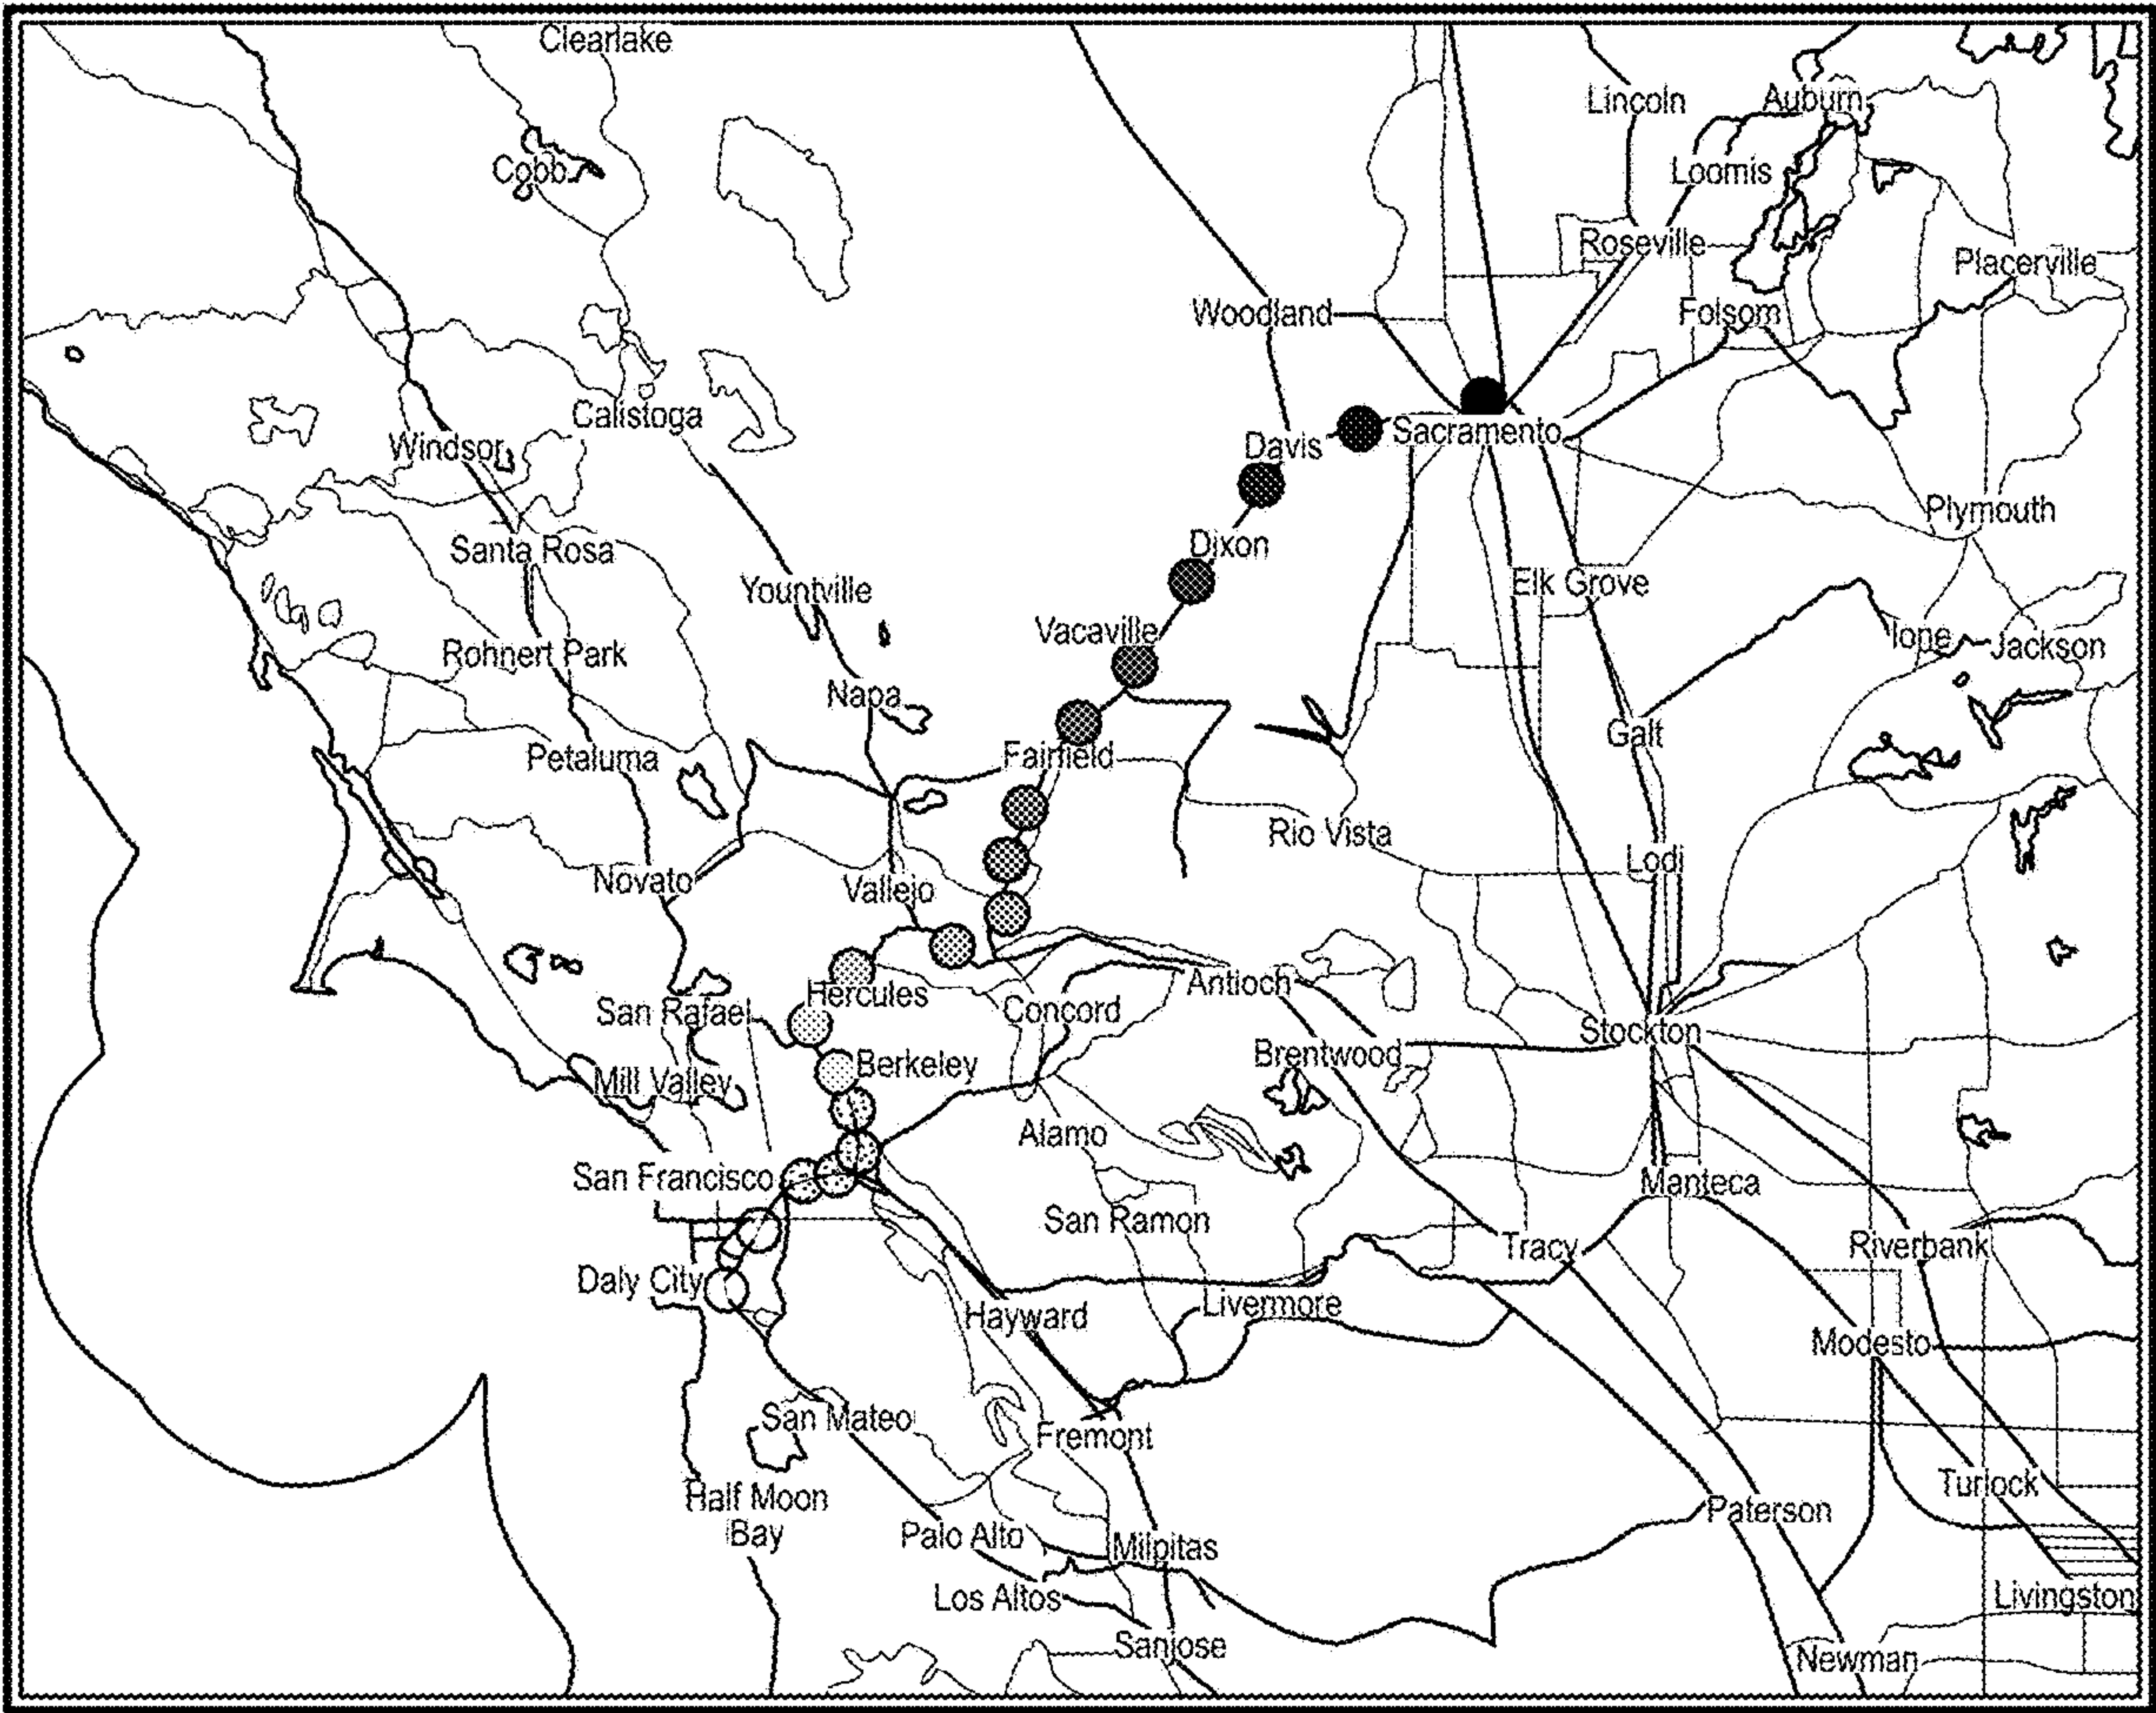 Clearlake
Lincoln
Auburn
Cobb
Loomis
Roseville
Placerville
Woodland
Folsom
Calistoga
Windsor
Davis
Sacramento
Plymouth
Dixon
Santa Rosa
Yountville
Elk Grove
Vacaville
Ione
Jackson
Rohnert Park
Napa
Galt
Petaluma
Fairfield
Rio Vista
Lodi
Novato
Vallejo
Antioch
Hercules
Concord
San Rafael
Stockton
Brentwood
Berkeley
Mill Valley
Alamo
San Francisco
Manteca
San Ramon
Tracy
Riverbank
Daly City
Livermore
Hayward
Modesto
San Mateo
Fremont
Turlock
Half Moon
Bay
Paterson
Palo Alto
Milpitas
Los Altos
Livingston
Sanjose
Newman